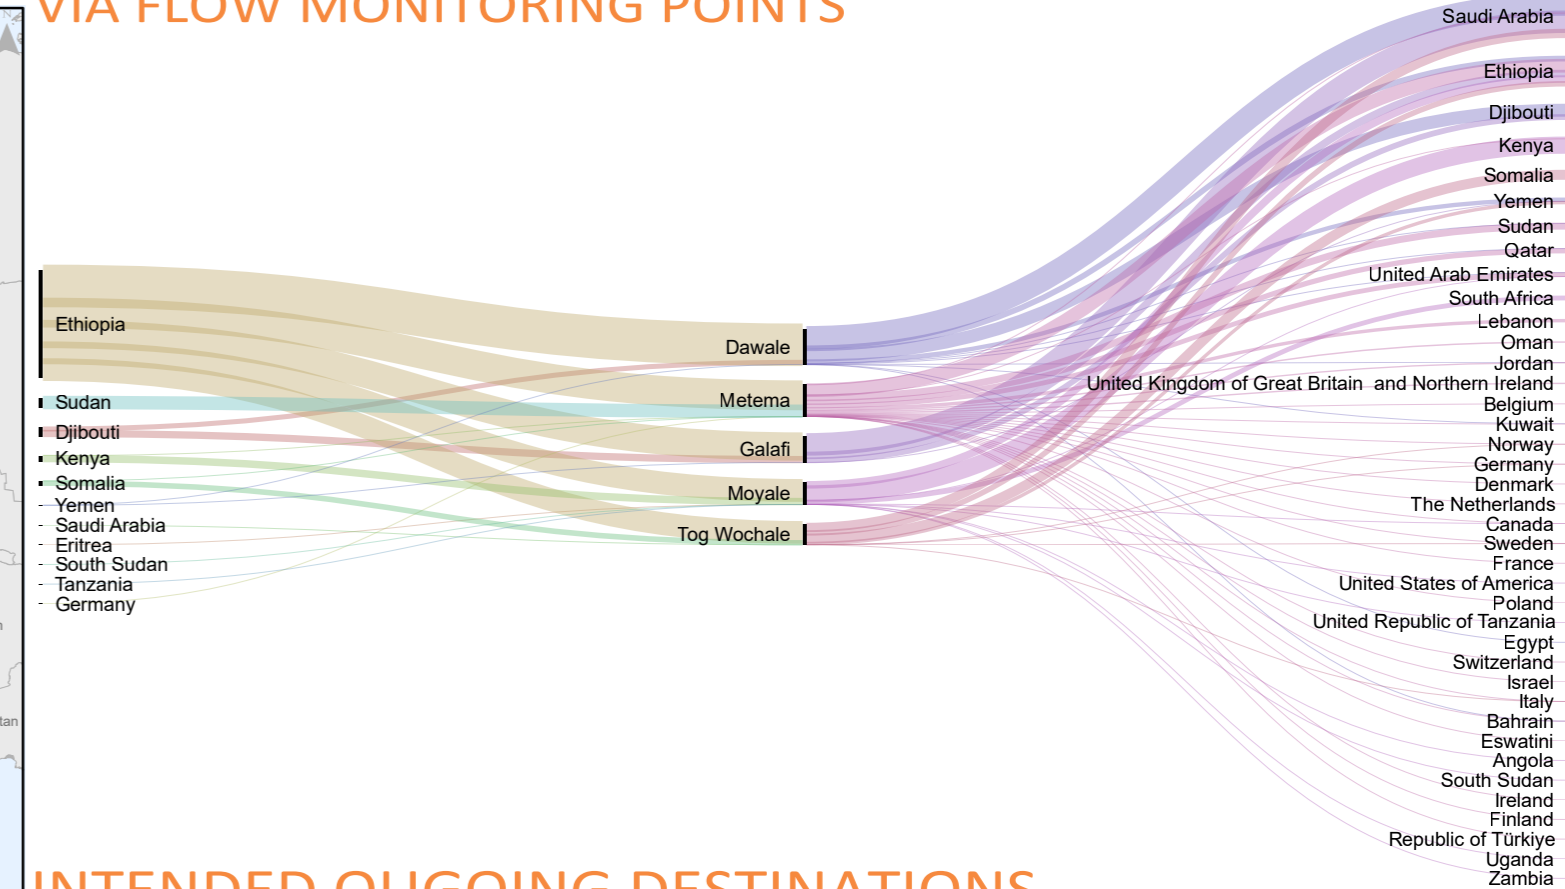 VIA FLOW MONITORING POINTS
Ethiopia
Sudan
Djibouti
Kenya
Somalia
Yemen
Saudi Arabia
Eritrea
South Sudan
Tanzania
Germany
Dawale
Metema
Galafi
Moyale
Tog Wochale
Saudi Arabia
Ethiopia
Djibouti
Kenya
Somalia
Yemen
Sudan
Qatar
United Arab Emirates
South Africa
Lebanon
Oman
Jordan
United Kingdom of Great Britain and Northern Ireland
Belgium
Kuwait
Norway
Germany
Denmark
The Netherlands
Canada
Sweden
France
United States of America
Poland
United Republic of Tanzania
Egypt
Switzerland
Israel
Italy
Bahrain
Eswatini
Angola
South Sudan
Ireland
Finland
Republic of Türkiye
Uganda
Zambia
tan
INTENDED OUGOING DESTINATIONS